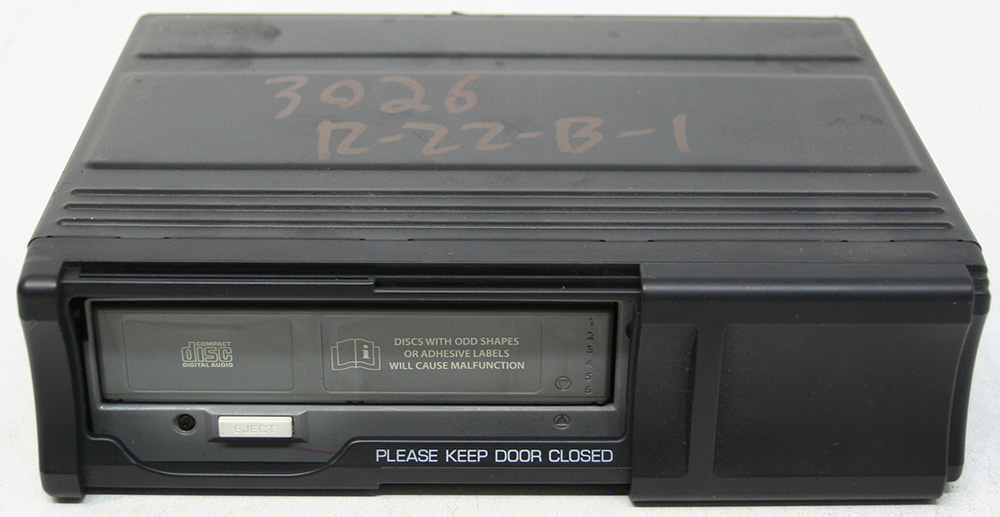 3026
R-22-B-1
COMPACT
disc
DIGITAL AUDIO
DISCS WITH ODD SHAPES
OR ADHESIVE LABELS
WILL CAUSE MALFUNCTION
EJECT
PLEASE KEEP DOOR CLOSED